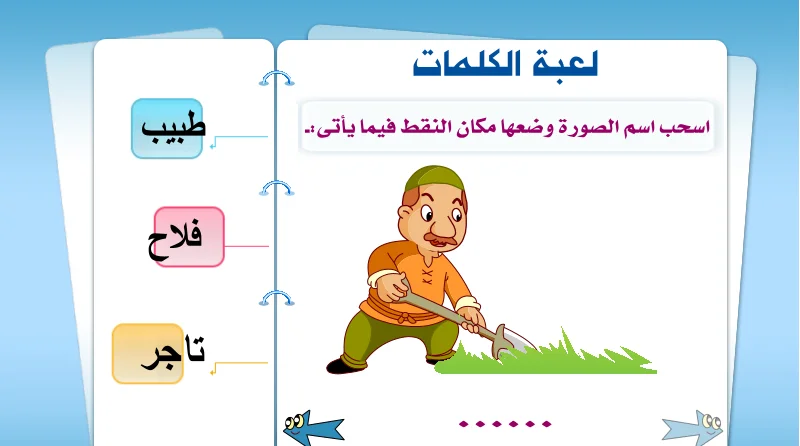 لعبة الكلمات
اسحب اسم الصورة وضعها مكان النقط فيما يأتى :ـ
طبيب
فلاح
تاجر